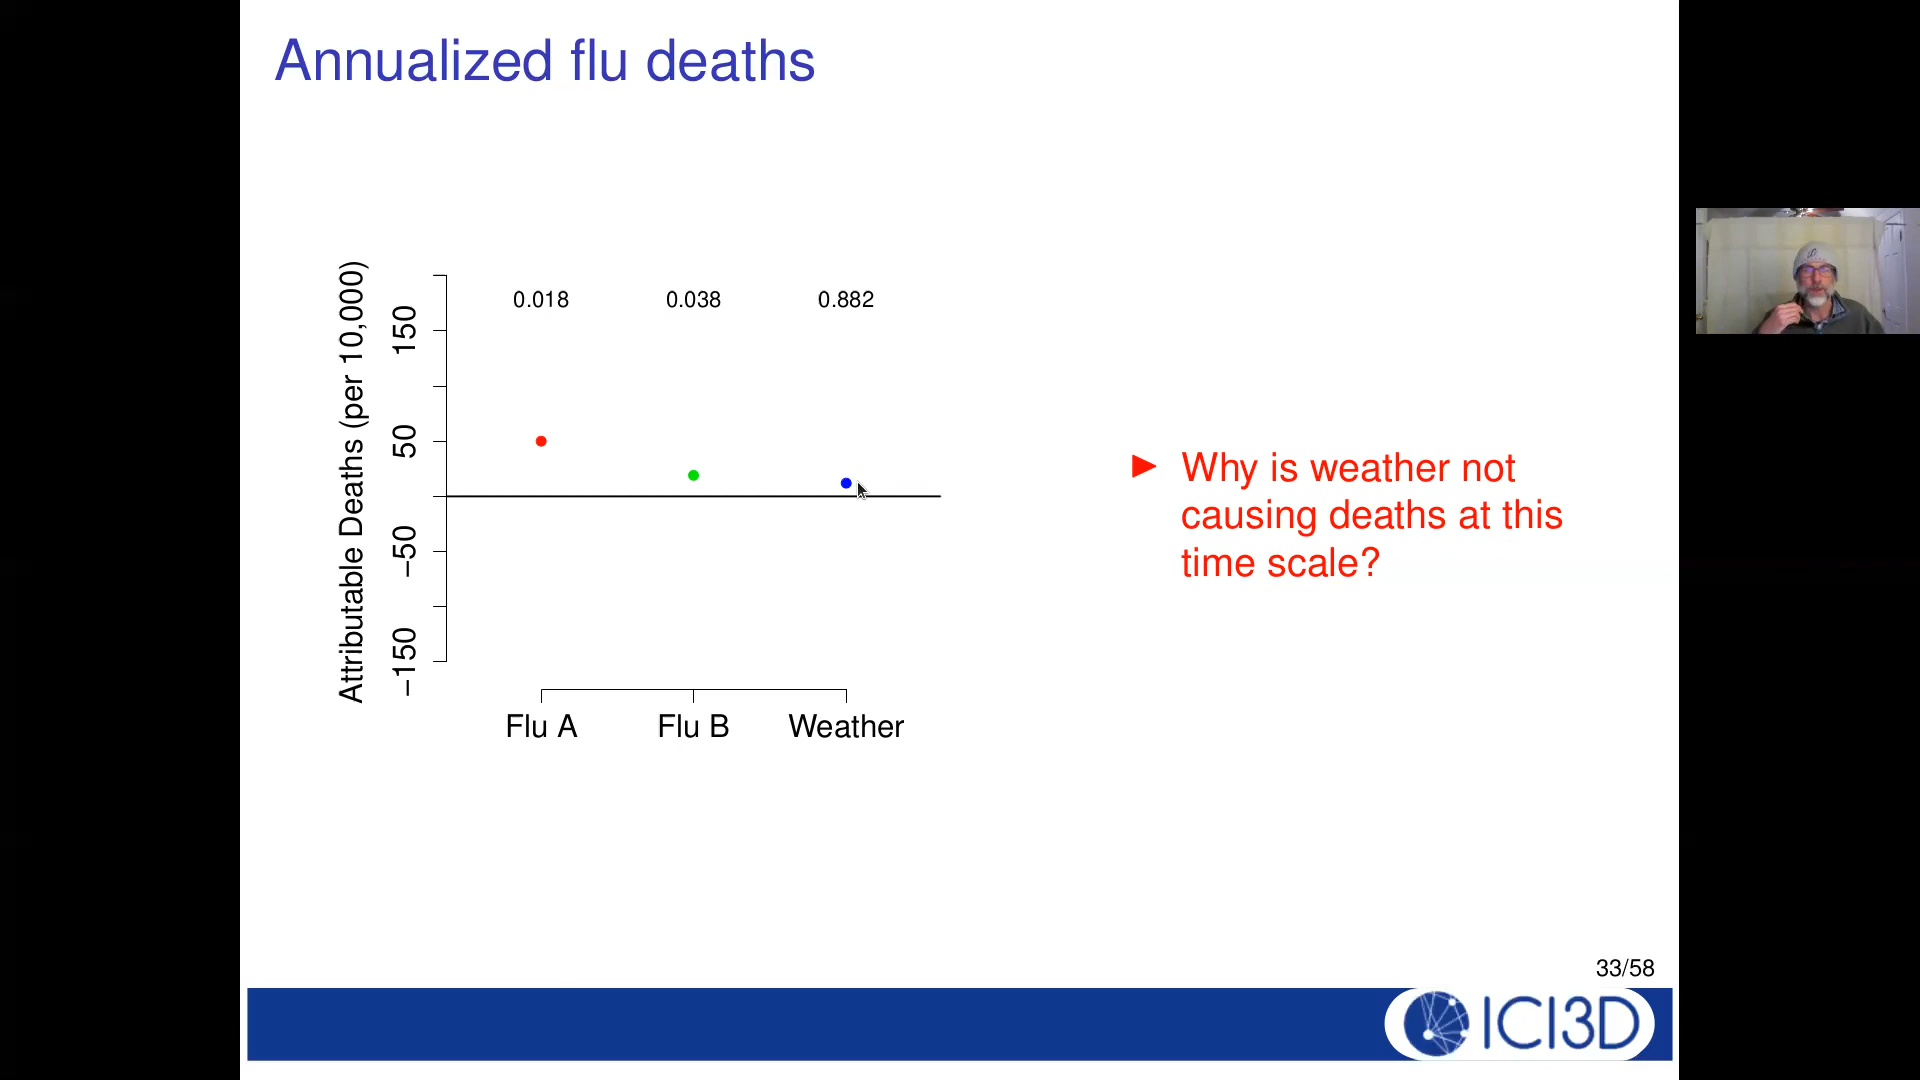 Annualized flu deaths
Attributable Deaths (per 10,000)
150
50
−50
−150
0.018 0.038 0.882
Flu A Flu B Weather
Why is weather not
causing deaths at this
time scale?
33/58
ICI3D